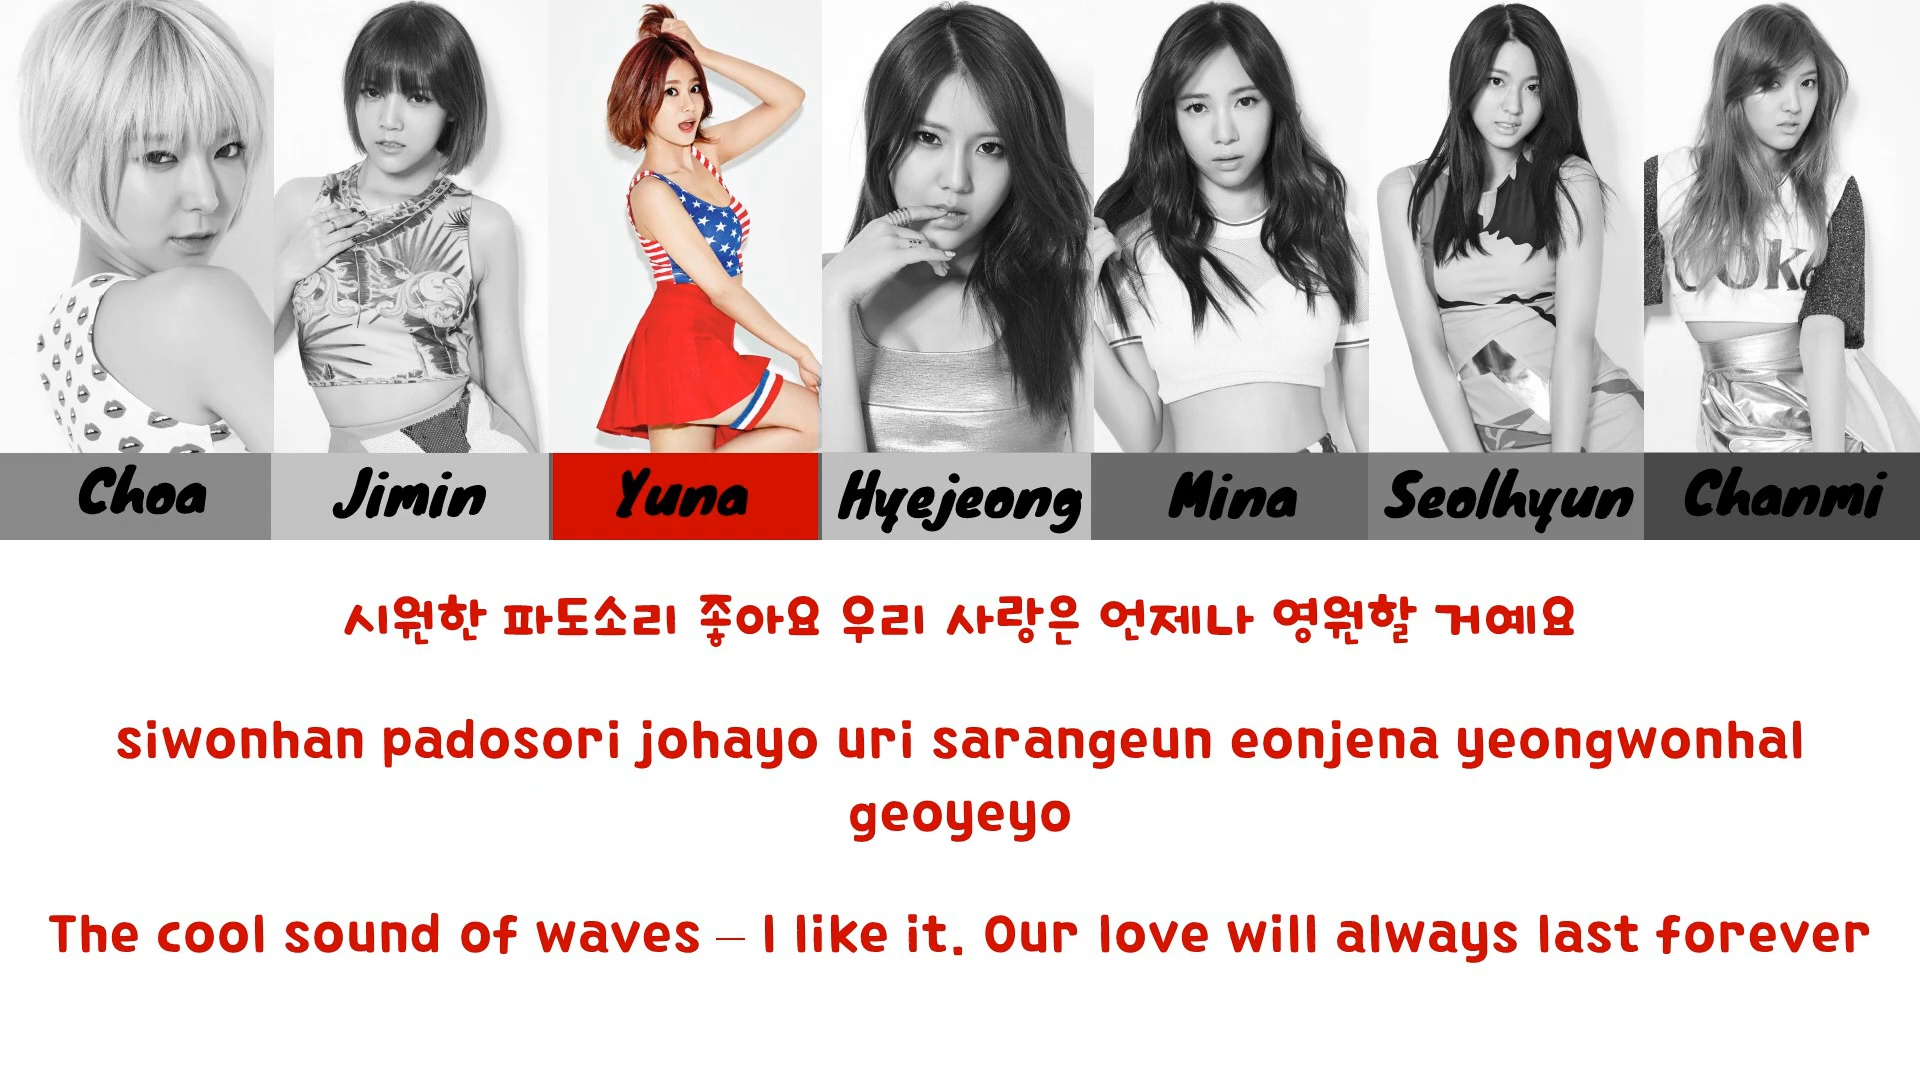 OKa
Choa Jimin Yuna Hyejeong Mina Seolhyun Chanmi
시원한 파도소리 좋아요 우리 사랑은 언제나 영원할 거예요
siwonhan padosori johayo uri sarangeun eonjena yeongwonhal
geoyeyo
The cool sound of waves – I like it. Our love will always last forever